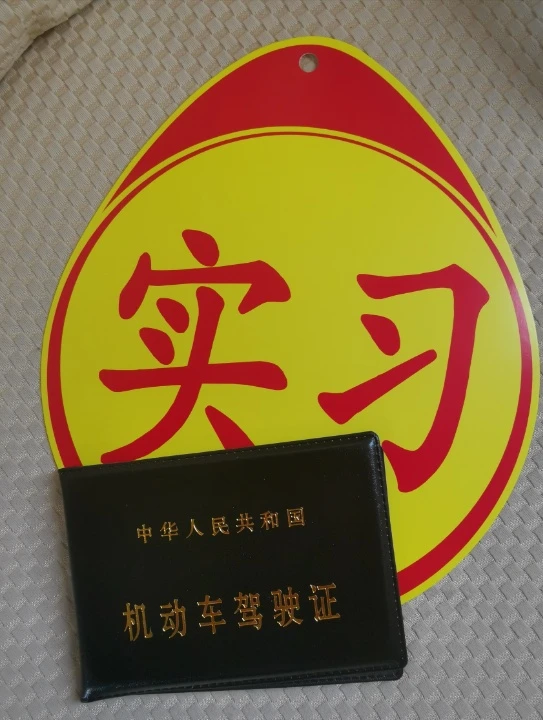 实习
中华人民共和国
机动车驾驶证